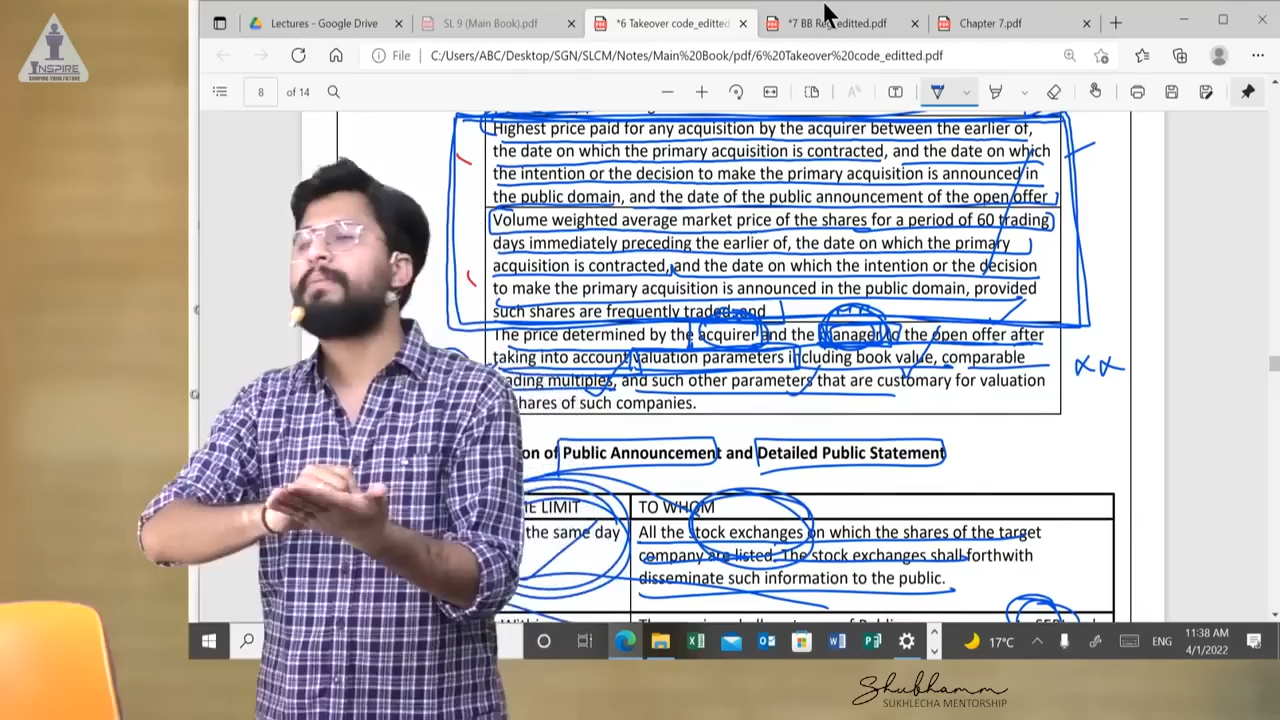 INSPIRE
SHAPING YOUR FUTURE
Lectures - Google Drive
SL 9 (Main Book).pdf
*6 Takeover code_editted
*7 BB Reg_editted.pdf
Chapter 7.pdf
File
C:/Users/ABC/Desktop/SGN/SLCM/Notes/Main%20Book/pdf/6%20Takeover%20code_editted.pdf
8 of 14
Highest price paid for any acquisition by the acquirer between the earlier of,
the date on which the primary acquisition is contracted, and the date on which
the intention or the decision to make the primary acquisition is announced in
the public domain, and the date of the public announcement of the open offer
Volume weighted average market price of the shares for a period of 60 trading
days immediately preceding the earlier of, the date on which the primary
acquisition is contracted, and the date on which the intention or the decision
to make the primary acquisition is announced in the public domain, provided
such shares are frequently traded and
The price determined by the acquirer and the manager to the open offer after
taking into account valuation parameters including book value, comparable
trading multiples, and such other parameters that are customary for valuation
shares of such companies.
on of Public Announcement and Detailed Public Statement
E LIMIT
TO WHOM
the same day
All the stock exchanges on which the shares of the target
company are listed. The stock exchanges shall forthwith
disseminate such information to the public.
17°C
ENG
11:38 AM
4/1/2022
Shubhamm
SUKHLECHA MENTORSHIP